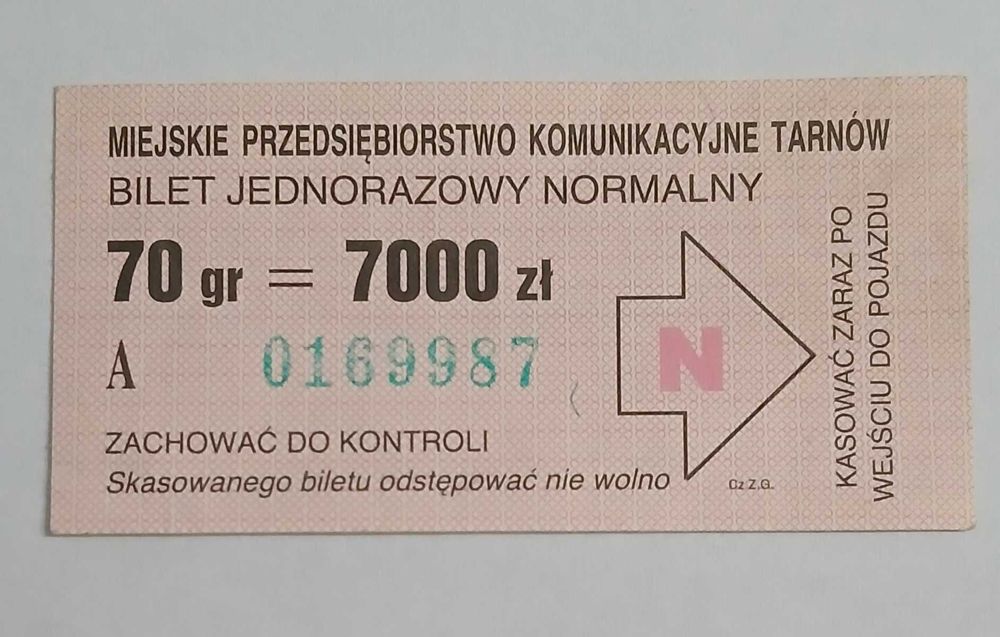 MIEJSKIE PRZEDSIĘBIORSTWO KOMUNIKACYJNE TARNÓW
BILET JEDNORAZOWY NORMALNY
70 gr = 7000 zł
A 0169987
N
ZACHOWAĆ DO KONTROLI
Skasowanego biletu odstępować nie wolno
Cz Z.G.
KASOWAĆ ZARAZ PO
WEJŚCIU DO POJAZDU